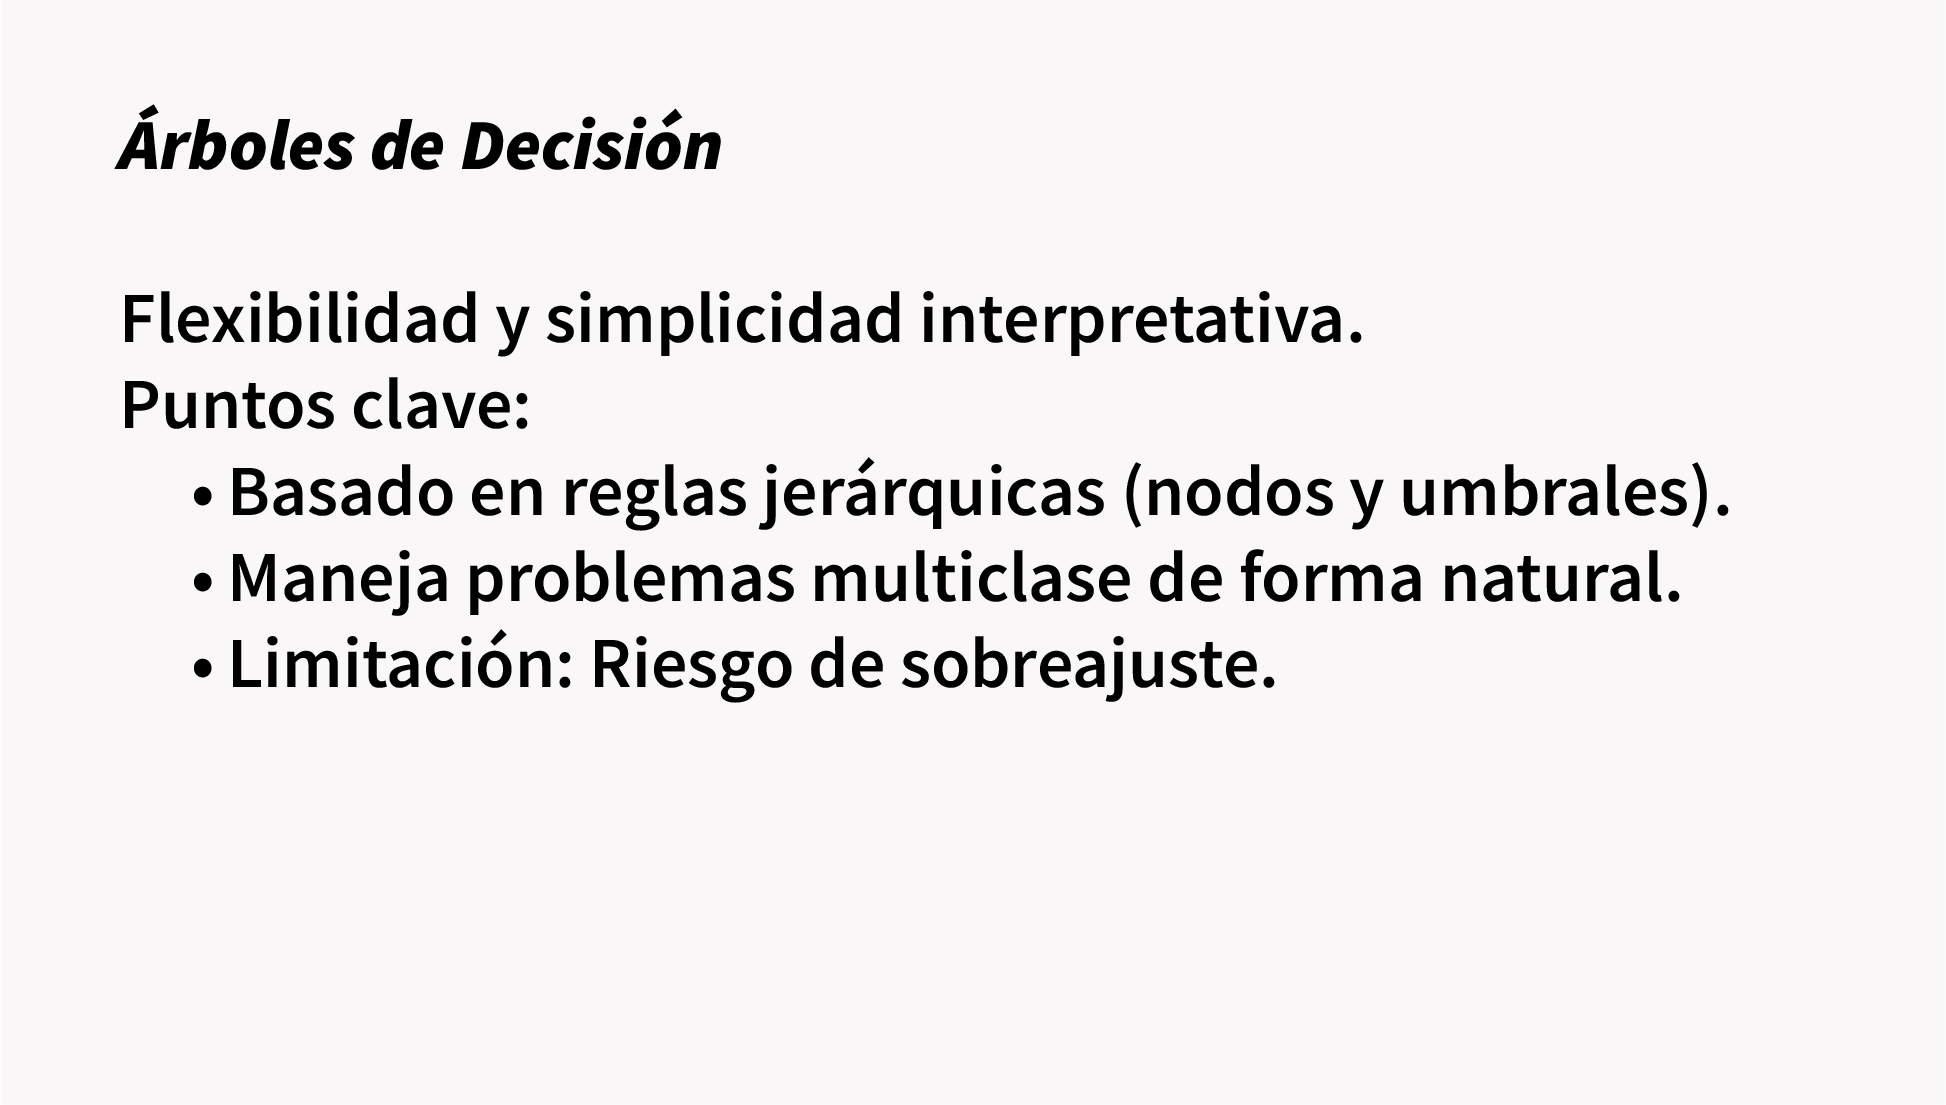 Árboles de Decisión
Flexibilidad y simplicidad interpretativa.
Puntos clave:
• Basado en reglas jerárquicas (nodos y umbrales).
• Maneja problemas multiclase de forma natural.
• Limitación: Riesgo de sobreajuste.